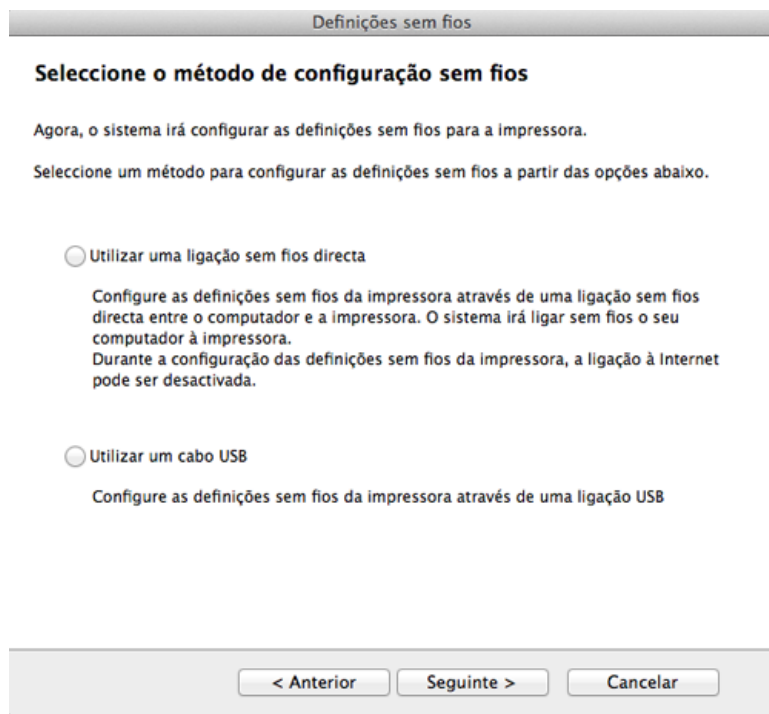 Definições sem fios
Seleccione o método de configuração sem fios
Agora, o sistema irá configurar as definições sem fios para a impressora.
Seleccione um método para configurar as definições sem fios a partir das opções abaixo.
Utilizar uma ligação sem fios directa
Configure as definições sem fios da impressora através de uma ligação sem fios
directa entre o computador e a impressora. O sistema irá ligar sem fios o seu
computador à impressora.
Durante a configuração das definições sem fios da impressora, a ligação à Internet
pode ser desactivada.
Utilizar um cabo USB
Configure as definições sem fios da impressora através de uma ligação USB
< Anterior Seguinte > Cancelar